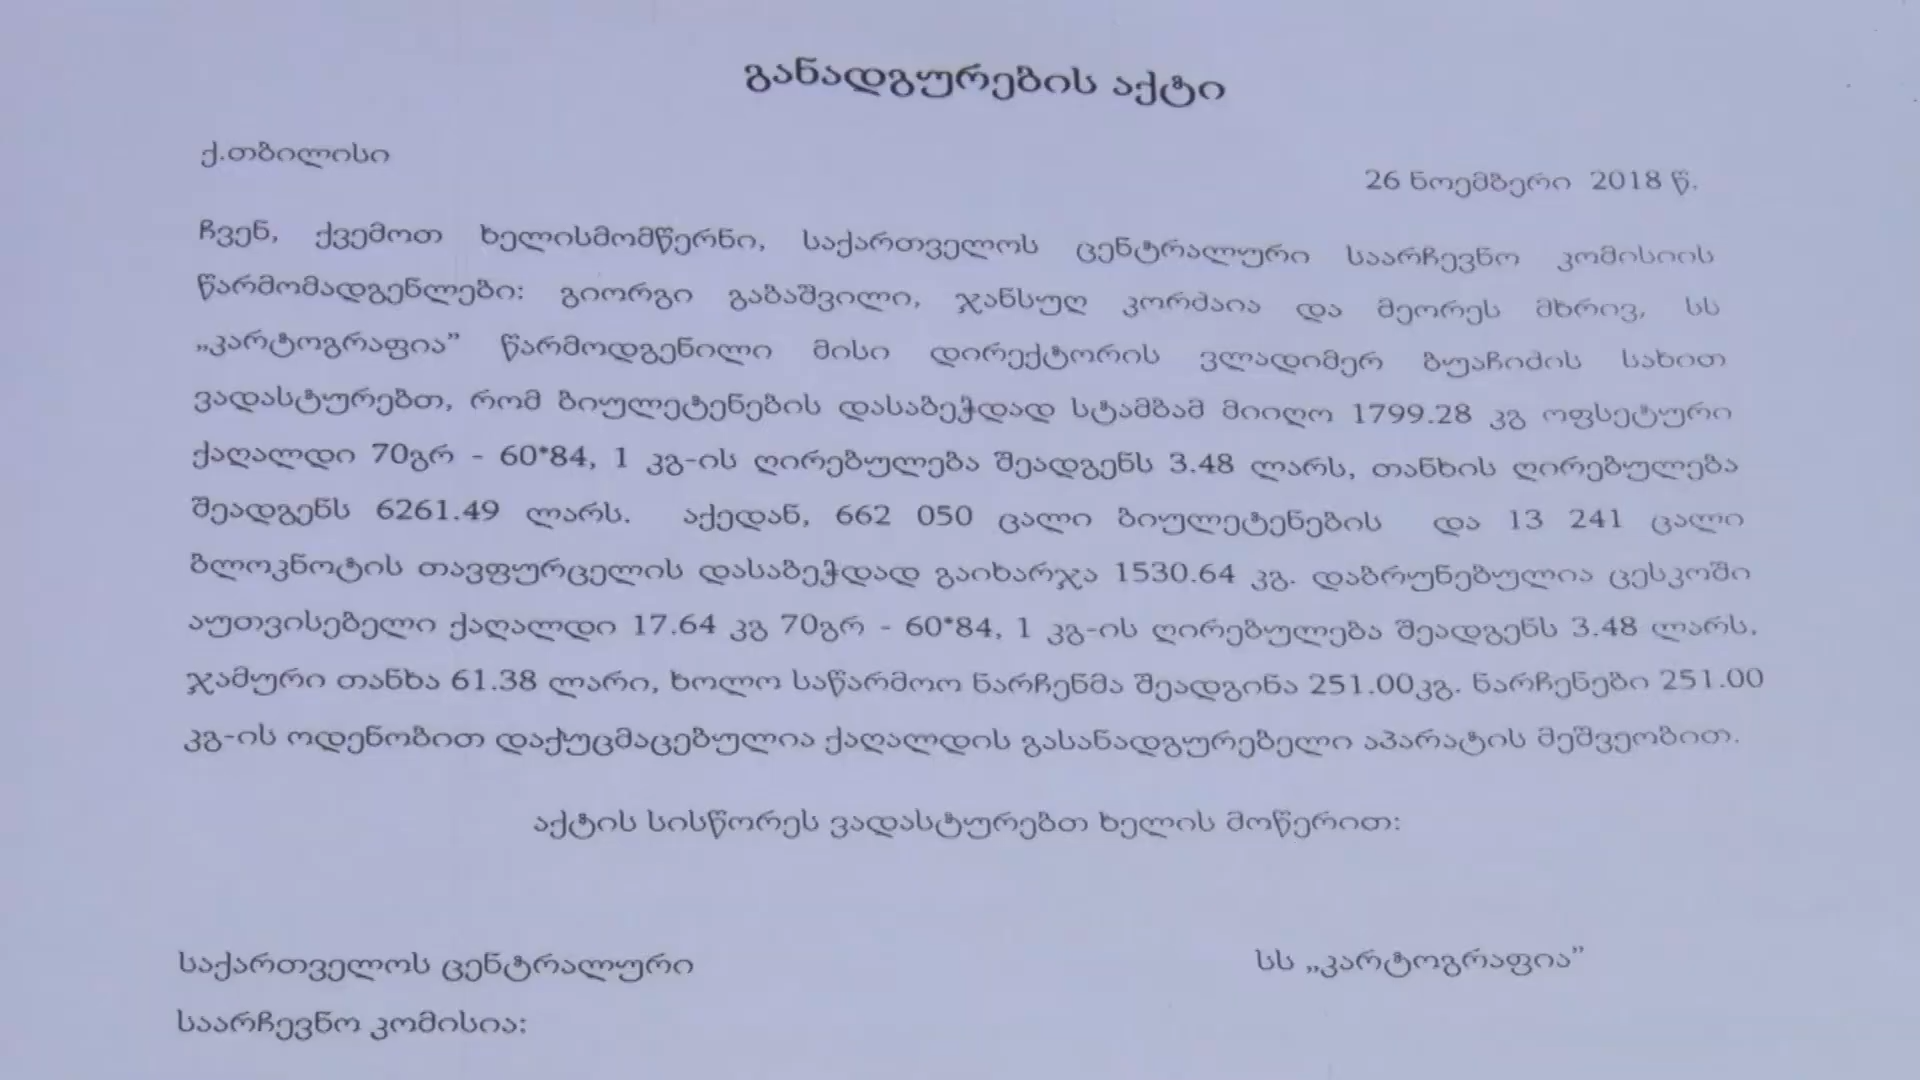 განადგურების აქტი
ქ.თბილისი
26 ნოემბერი 2018 წ.
ჩვენ, ქვემოთ ხელისმომწერნი, საქართველოს ცენტრალური საარჩევნო კომისიის
წარმომადგენლები: გიორგი გაბაშვილი, ჯანსუღ კორძაია და მეორეს მხრივ, სს
„კარტოგრაფია” წარმოდგენილი მისი დირექტორის ვლადიმერ ბუაჩიძის სახით
ვადასტურებთ, რომ ბიულეტენების დასაბეჭდად სტამბამ მიიღო 1799.28 კგ ოფსეტური
ქაღალდი 70გრ - 60*84, 1 კგ-ის ღირებულება შეადგენს 3.48 ლარს, თანხის ღირებულება
შეადგენს 6261.49 ლარს. აქედან, 662 050 ცალი ბიულეტენების და 13 241 ცალი
ბლოკნოტის თავფურცელის დასაბეჭდად გაიხარჯა 1530.64 კგ. დაბრუნებულია ცესკოში
აუთვისებელი ქაღალდი 17.64 კგ 70გრ - 60*84, 1 კგ-ის ღირებულება შეადგენს 3.48 ლარს,
ჯამური თანხა 61.38 ლარი, ხოლო საწარმოო ნარჩენმა შეადგინა 251.00კგ. ნარჩენები 251.00
კგ-ის ოდენობით დაქუცმაცებულია ქაღალდის გასანადგურებელი აპარატის მეშვეობით.
აქტის სისწორეს ვადასტურებთ ხელის მოწერით:
საქართველოს ცენტრალური
სს „კარტოგრაფია”
საარჩევნო კომისია: